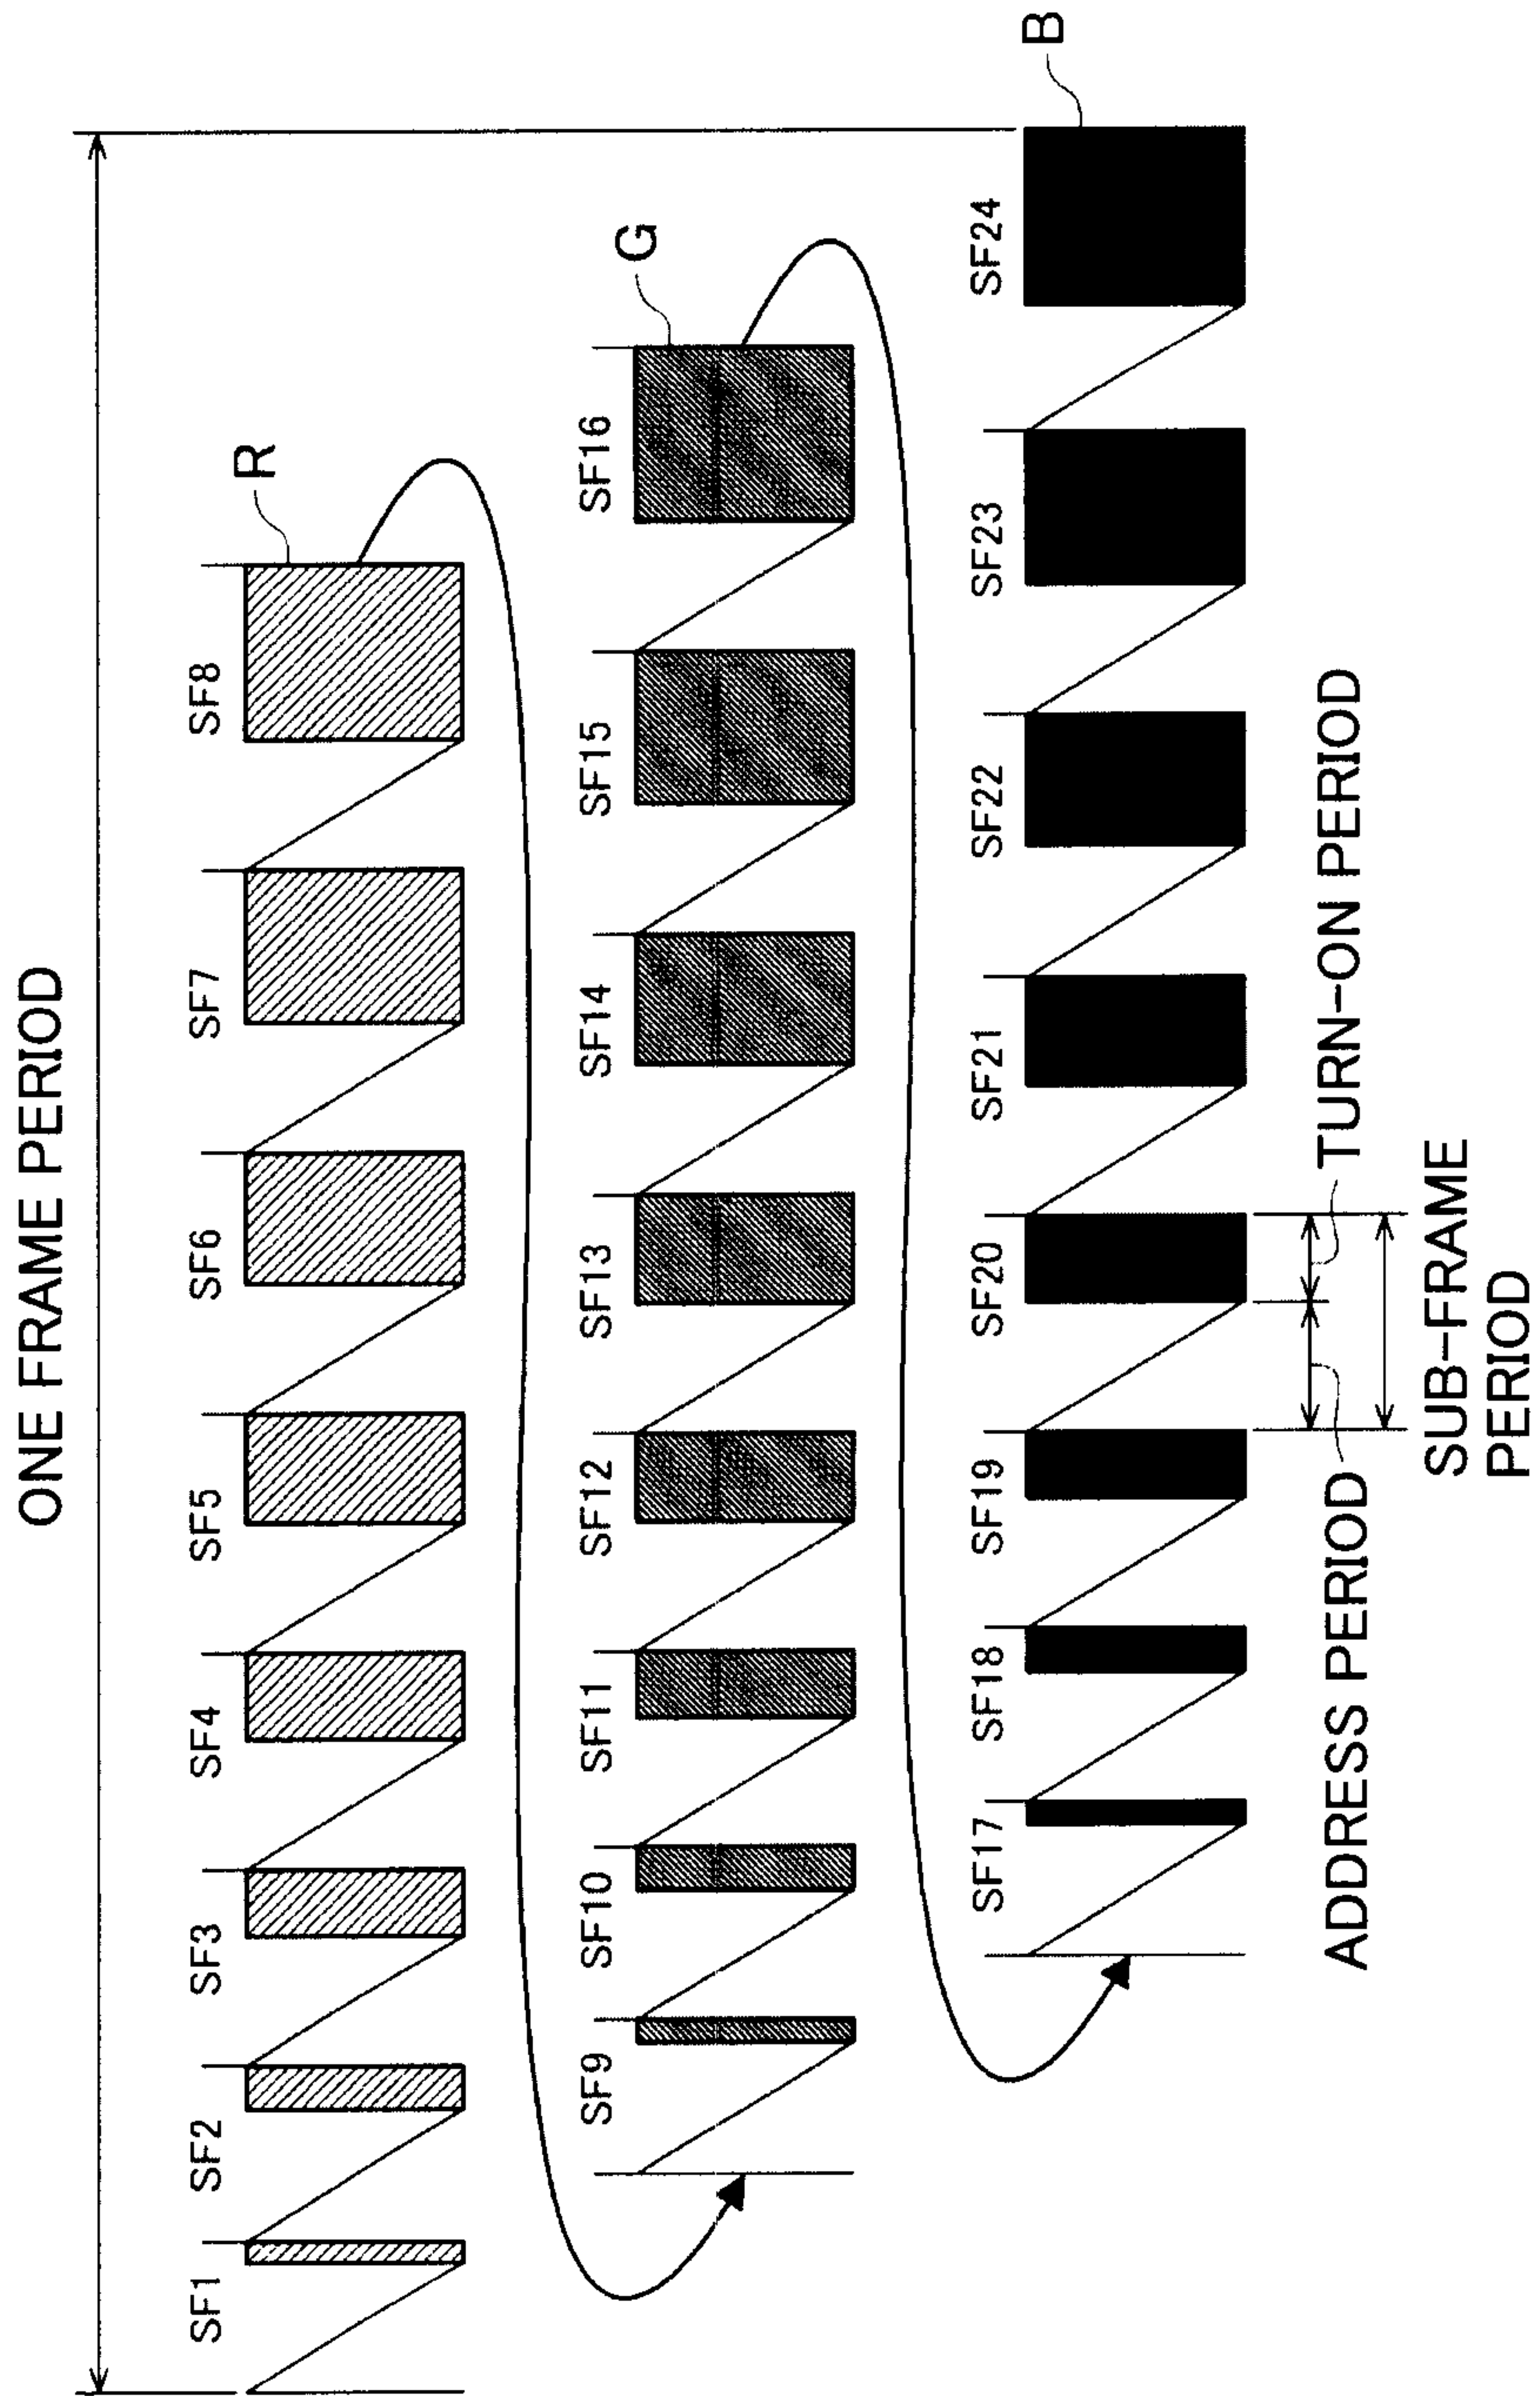 ONE FRAME PERIOD
R
SF1
SF2
SF3
SF4
SF5
SF6
SF7
SF8
G
SF9
SF10
SF11
SF12
SF13
SF14
SF15
SF16
B
SF17
SF18
SF19
SF20
SF21
SF22
SF23
SF24
ADDRESS PERIOD
TURN-ON PERIOD
SUB-FRAME
PERIOD